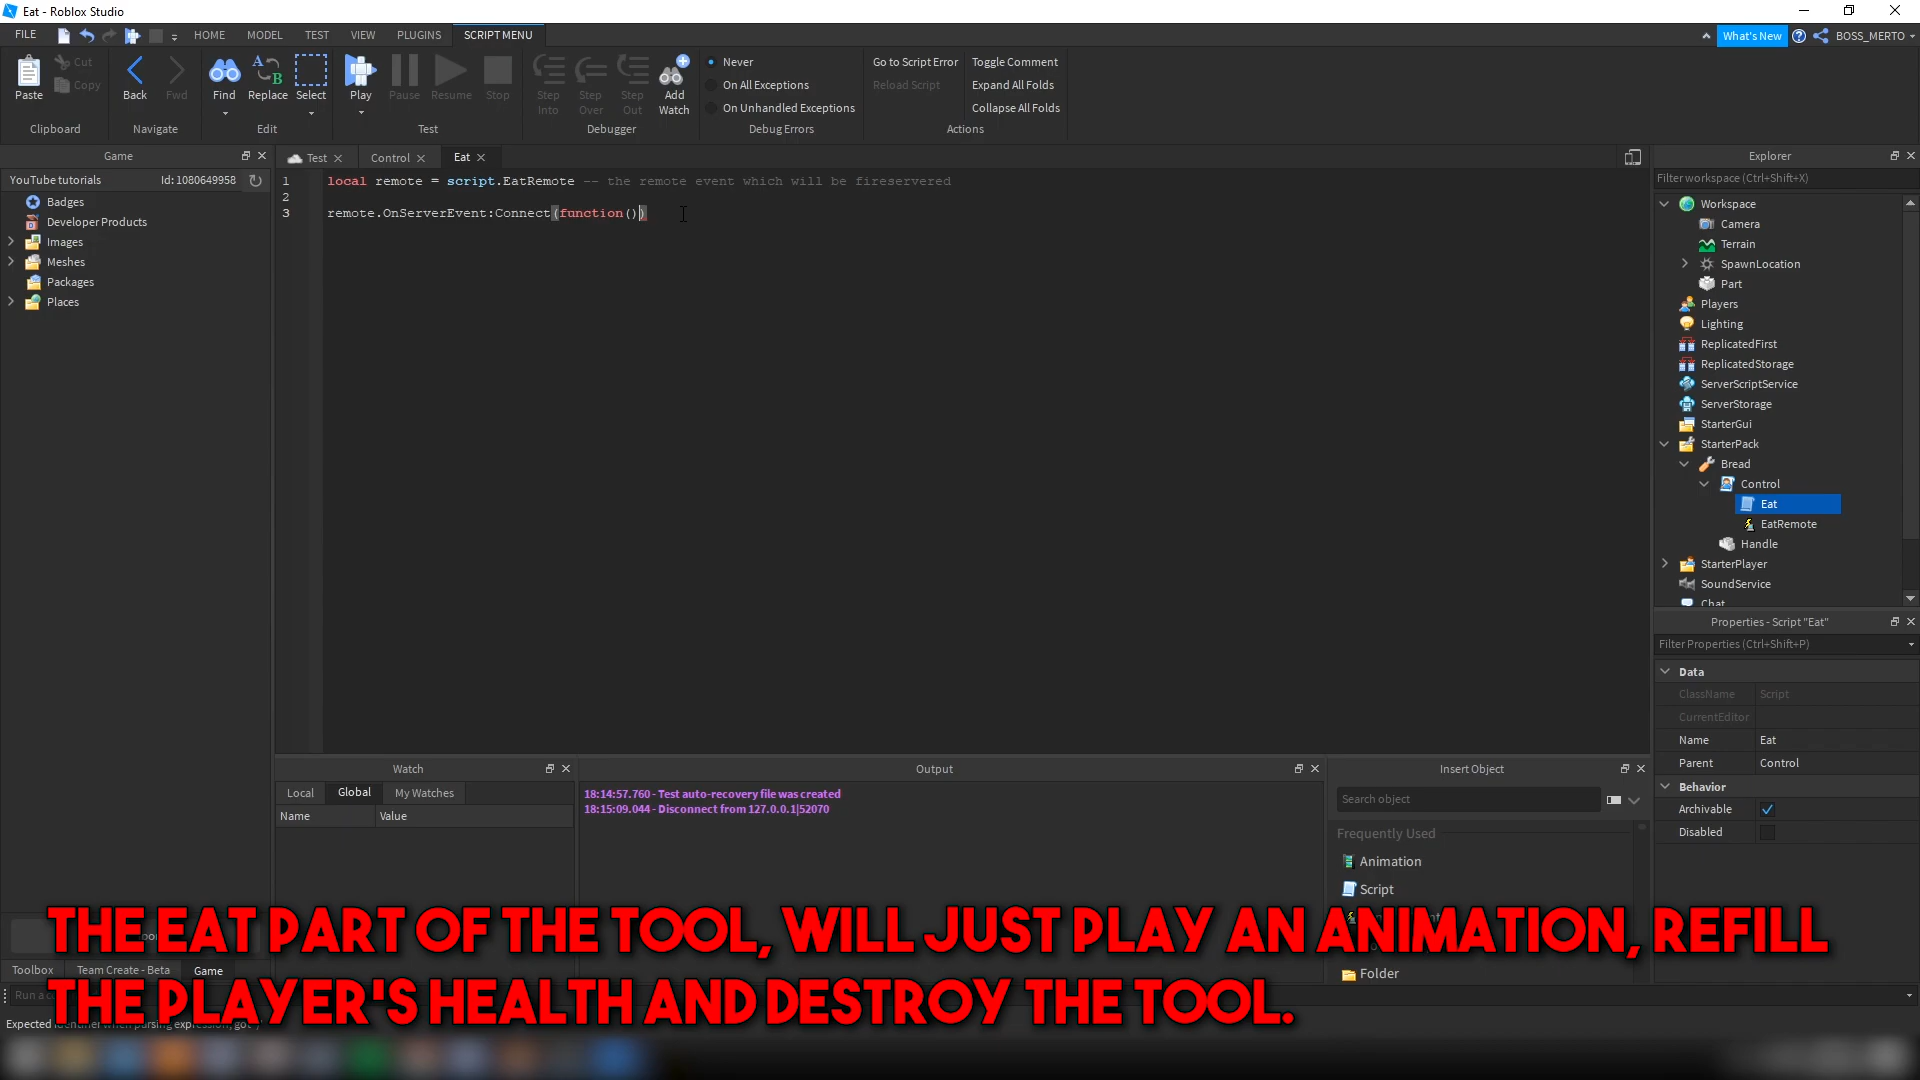 Eat - Roblox Studio
FILE HOME MODEL TEST VIEW PLUGINS SCRIPT MENU What's New BOSS_MERTO
Paste Cut Copy Back Fwd Find Replace Select Play Pause Resume Stop Step Into Step Over Step Out Add Watch
Never
On All Exceptions
On Unhandled Exceptions
Go to Script Error
Reload Script
Toggle Comment
Expand All Folds
Collapse All Folds
Clipboard Navigate Edit Test Debugger Debug Errors Actions
Game
YouTube tutorials Id: 1080649958
Badges
Developer Products
Images
Meshes
Packages
Places
Test Control Eat
1 local remote = script.EatRemote -- the remote event which will be fireservered
2
3 remote.OnServerEvent:Connect(function())
Explorer
Filter workspace (Ctrl+Shift+X)
Workspace
Camera
Terrain
SpawnLocation
Part
Players
Lighting
ReplicatedFirst
ReplicatedStorage
ServerScriptService
ServerStorage
StarterGui
StarterPack
Bread
Control
Eat
EatRemote
Handle
StarterPlayer
SoundService
Chat
Properties - Script "Eat"
Filter Properties (Ctrl+Shift+P)
Data
ClassName Script
CurrentEditor
Name Eat
Parent Control
Behavior
Archivable
Disabled
Watch
Local Global My Watches
Name Value
Output
18:14:57.760 - Test auto-recovery file was created
18:15:09.044 - Disconnect from 127.0.0.1|52070
Insert Object
Search object
Frequently Used
Animation
Script
Folder
Toolbox Team Create - Beta Game
THE EAT PART OF THE TOOL, WILL JUST PLAY AN ANIMATION, REFILL
THE PLAYER'S HEALTH AND DESTROY THE TOOL.
Expected identifier when parsing expression, got